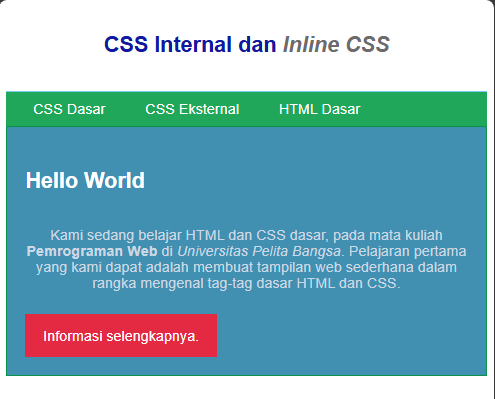 CSS Internal dan Inline CSS
CSS Dasar CSS Eksternal HTML Dasar
Hello World
Kami sedang belajar HTML dan CSS dasar, pada mata kuliah
Pemrograman Web di Universitas Pelita Bangsa. Pelajaran pertama
yang kami dapat adalah membuat tampilan web sederhana dalam
rangka mengenal tag-tag dasar HTML dan CSS.
Informasi selengkapnya.